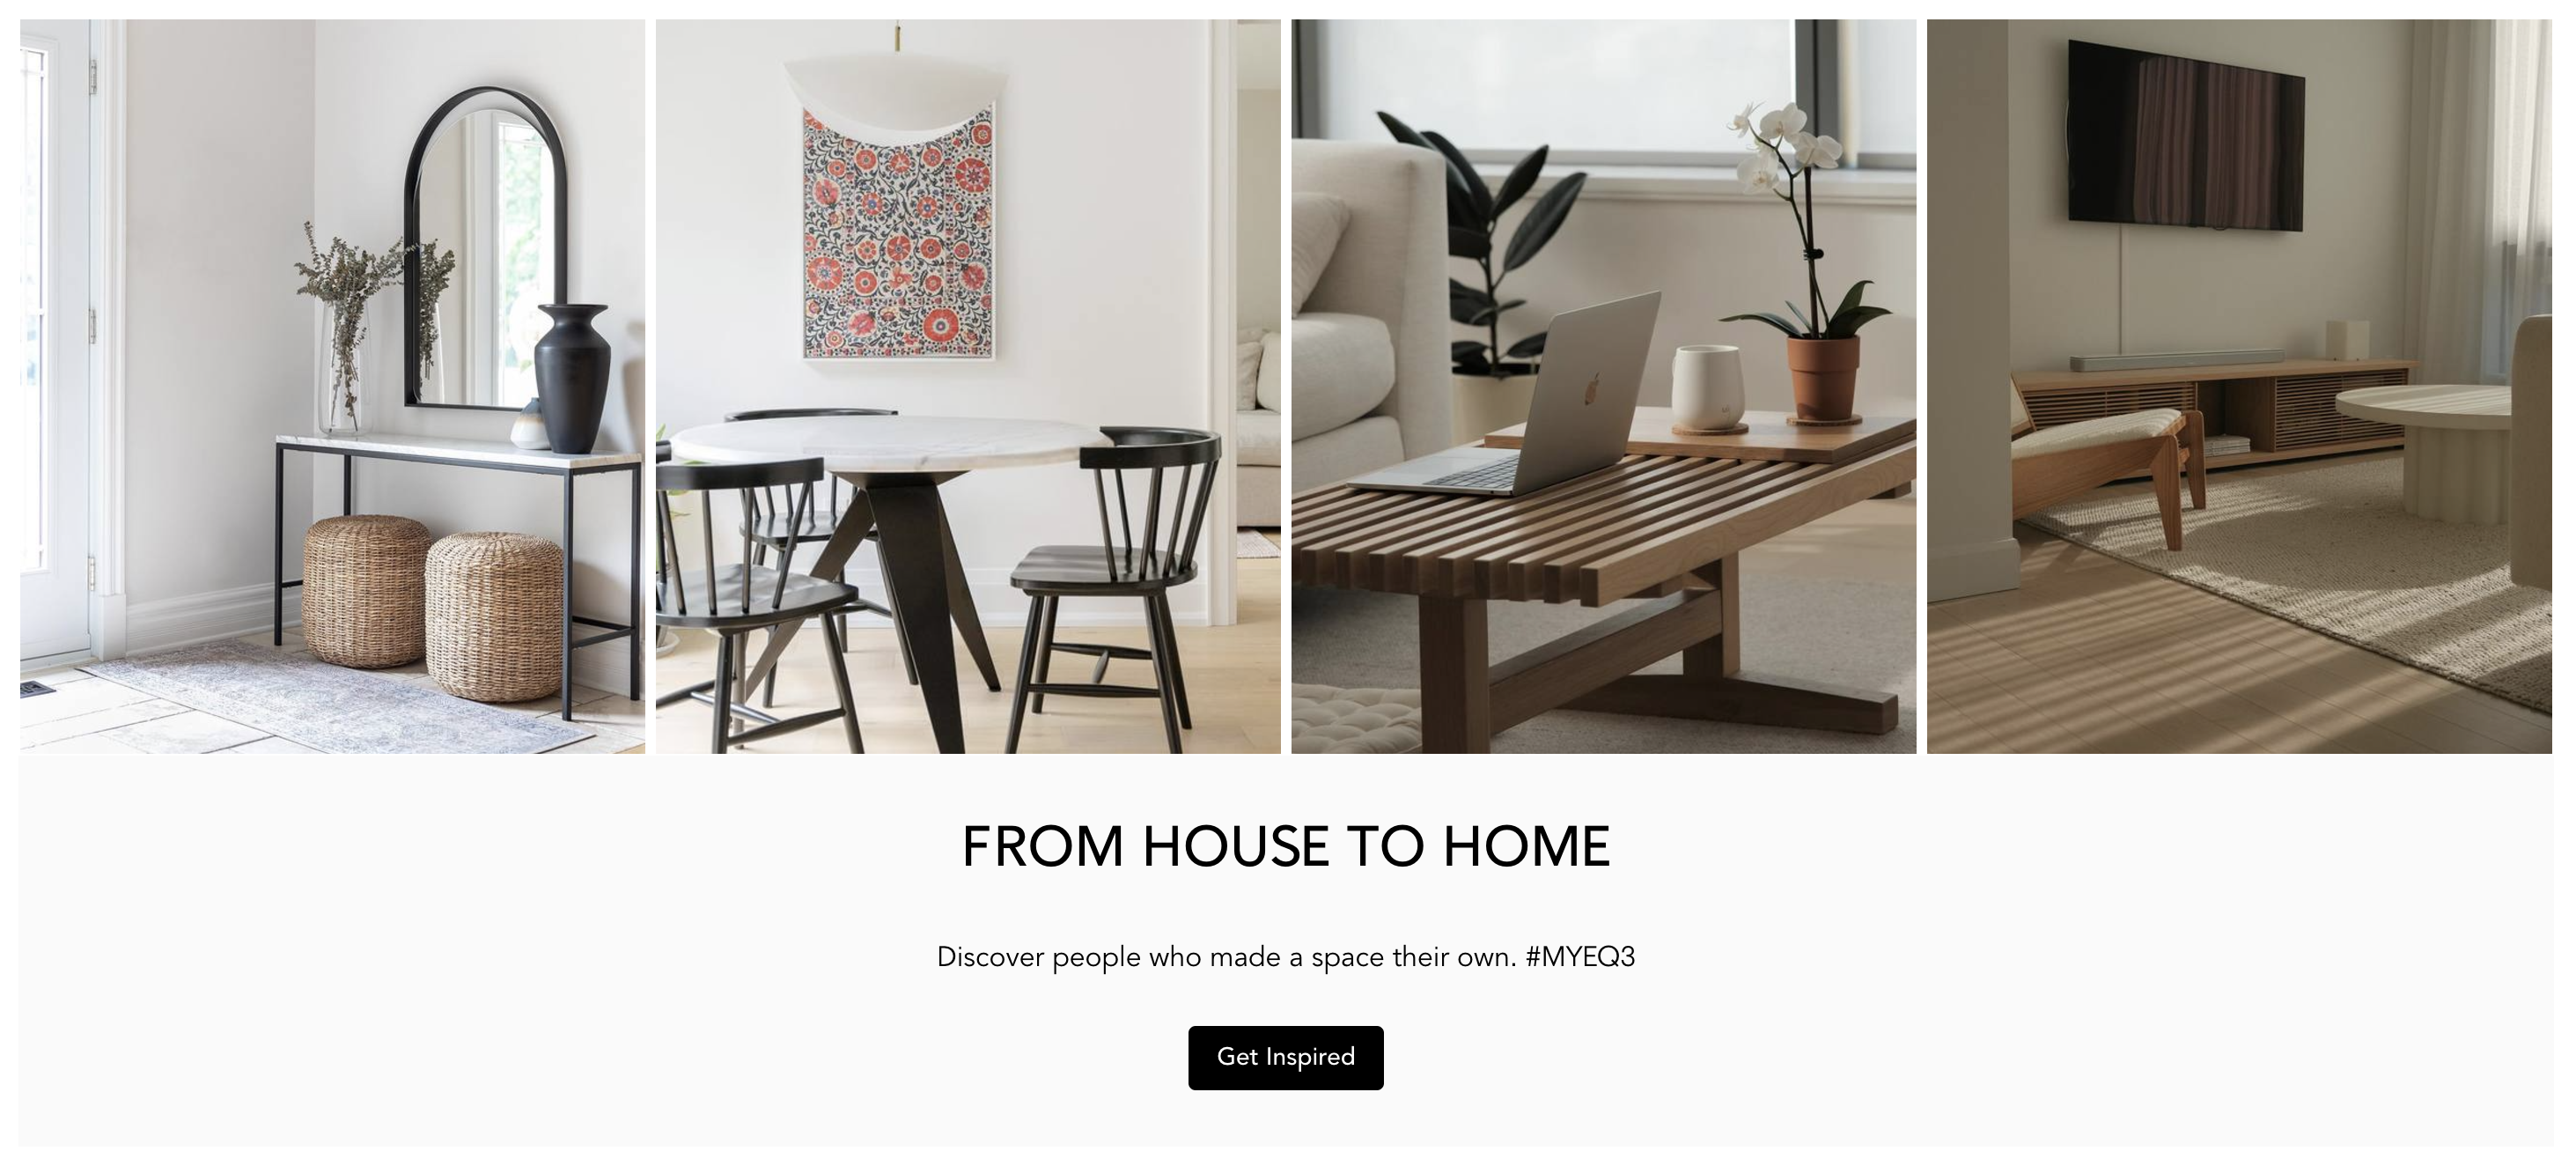 FROM HOUSE TO HOME
Discover people who made a space their own. #MYEQ3
Get Inspired